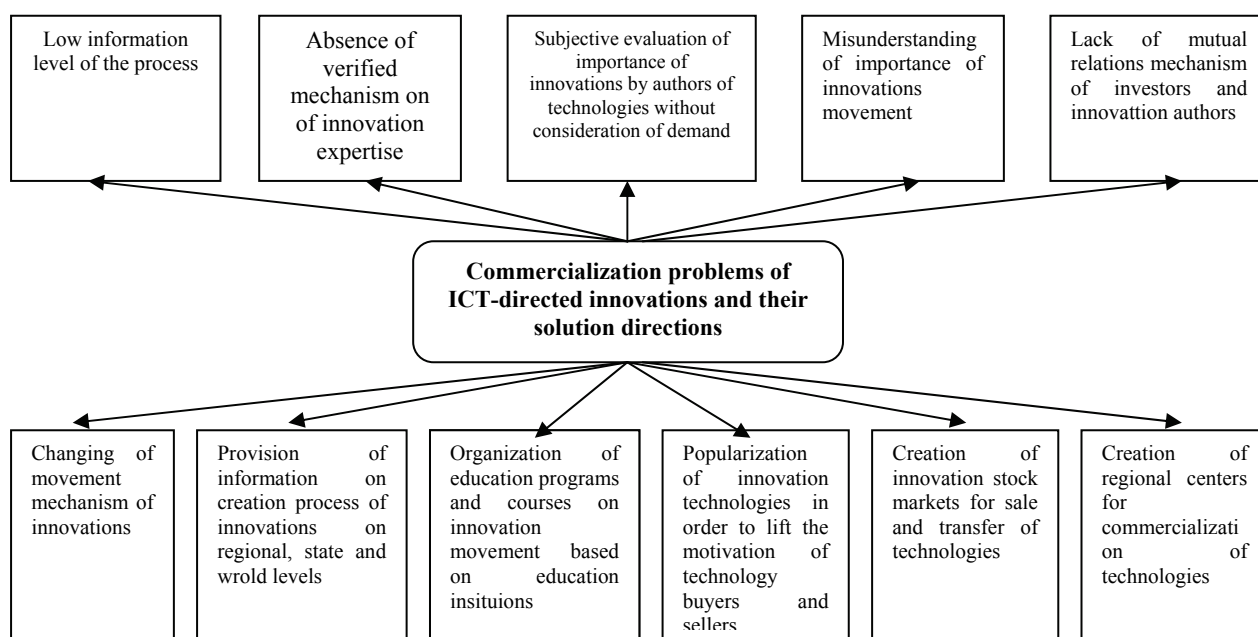 Low information
level of the process
Absence of
verified
mechanism on
of innovation
expertise
Subjective evaluation of
importance of
innovations by authors of
technologies without
consideration of demand
Misunderstanding
of importance of
innovations
movement
Lack of mutual
relations mechanism
of investors and
innovattion authors
Commercialization problems of
ICT-directed innovations and their
solution directions
Changing of
movement
mechanism of
innovations
Provision of
information on
creation process of
innovations on
regional, state and
wrold levels
Organization of
education programs
and courses on
innovation
movement based
on education
insituions
Popularization
of innovation
technologies in
order to lift the
motivation of
technology
buyers and
sellers
Creation of
innovation stock
markets for sale
and transfer of
technologies
Creation of
regional centers
for
commercializati
on of
technologies